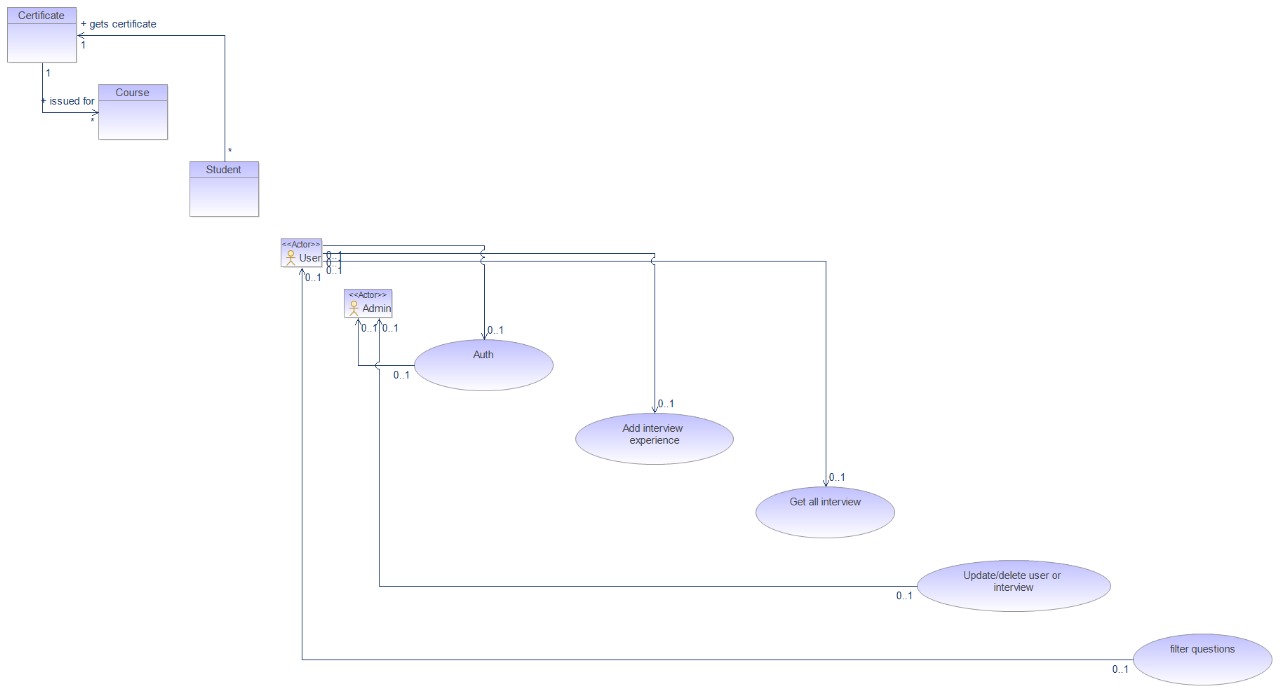 Certificate
+ gets certificate
1
1
+ issued for
*
Course
*
Student
<<Actor>>
User
0..1
0..1
0..1
0..1
<<Actor>>
Admin
0..1
0..1
0..1
Auth
0..1
0..1
Add interview
experience
0..1
Get all interview
Update/delete user or
interview
0..1
filter questions
0..1